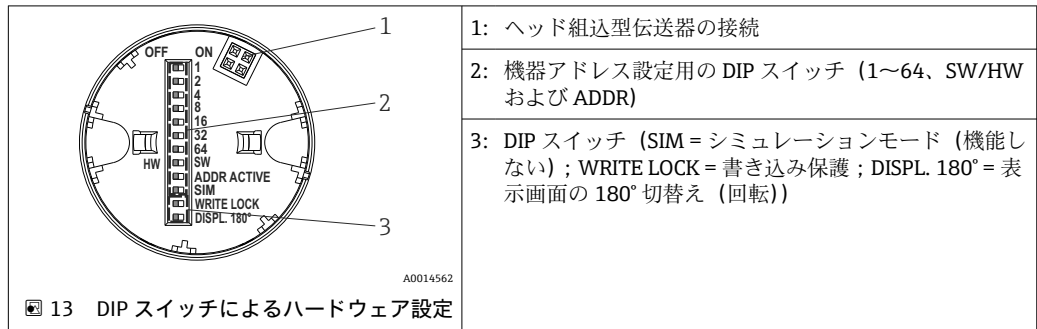 OFF ON
1
2
4
8
16
32
64
HW SW
ADDR ACTIVE
SIM
WRITE LOCK
DISPL. 180°
1
2
3
A0014562
13 DIP スイッチによるハードウェア設定
1: ヘッド組込型伝送器の接続
2: 機器アドレス設定用の DIP スイッチ（1～64、SW/HW
および ADDR）
3: DIP スイッチ（SIM = シミュレーションモード（機能し
ない）; WRITE LOCK = 書き込み保護 ; DISPL. 180° = 表
示画面の 180° 切替え（回転））